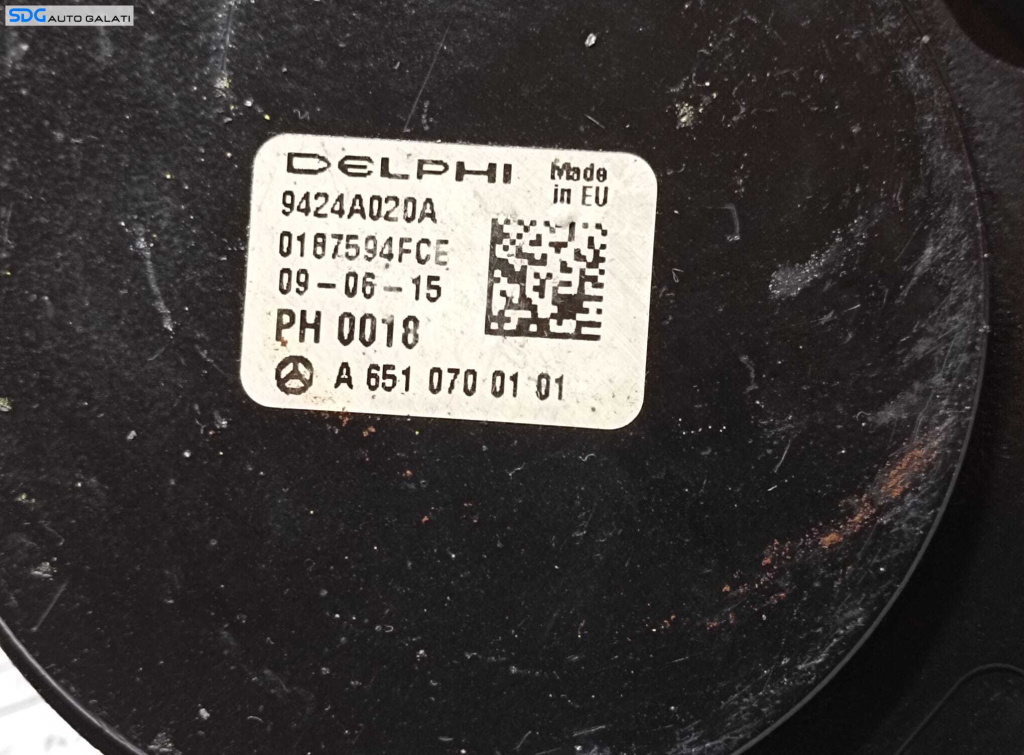 SDG AUTO GALATI
DELPHI Made
in EU
9424A020A
0187594FCE
09-06-15
PH 0018
A 651 070 01 01